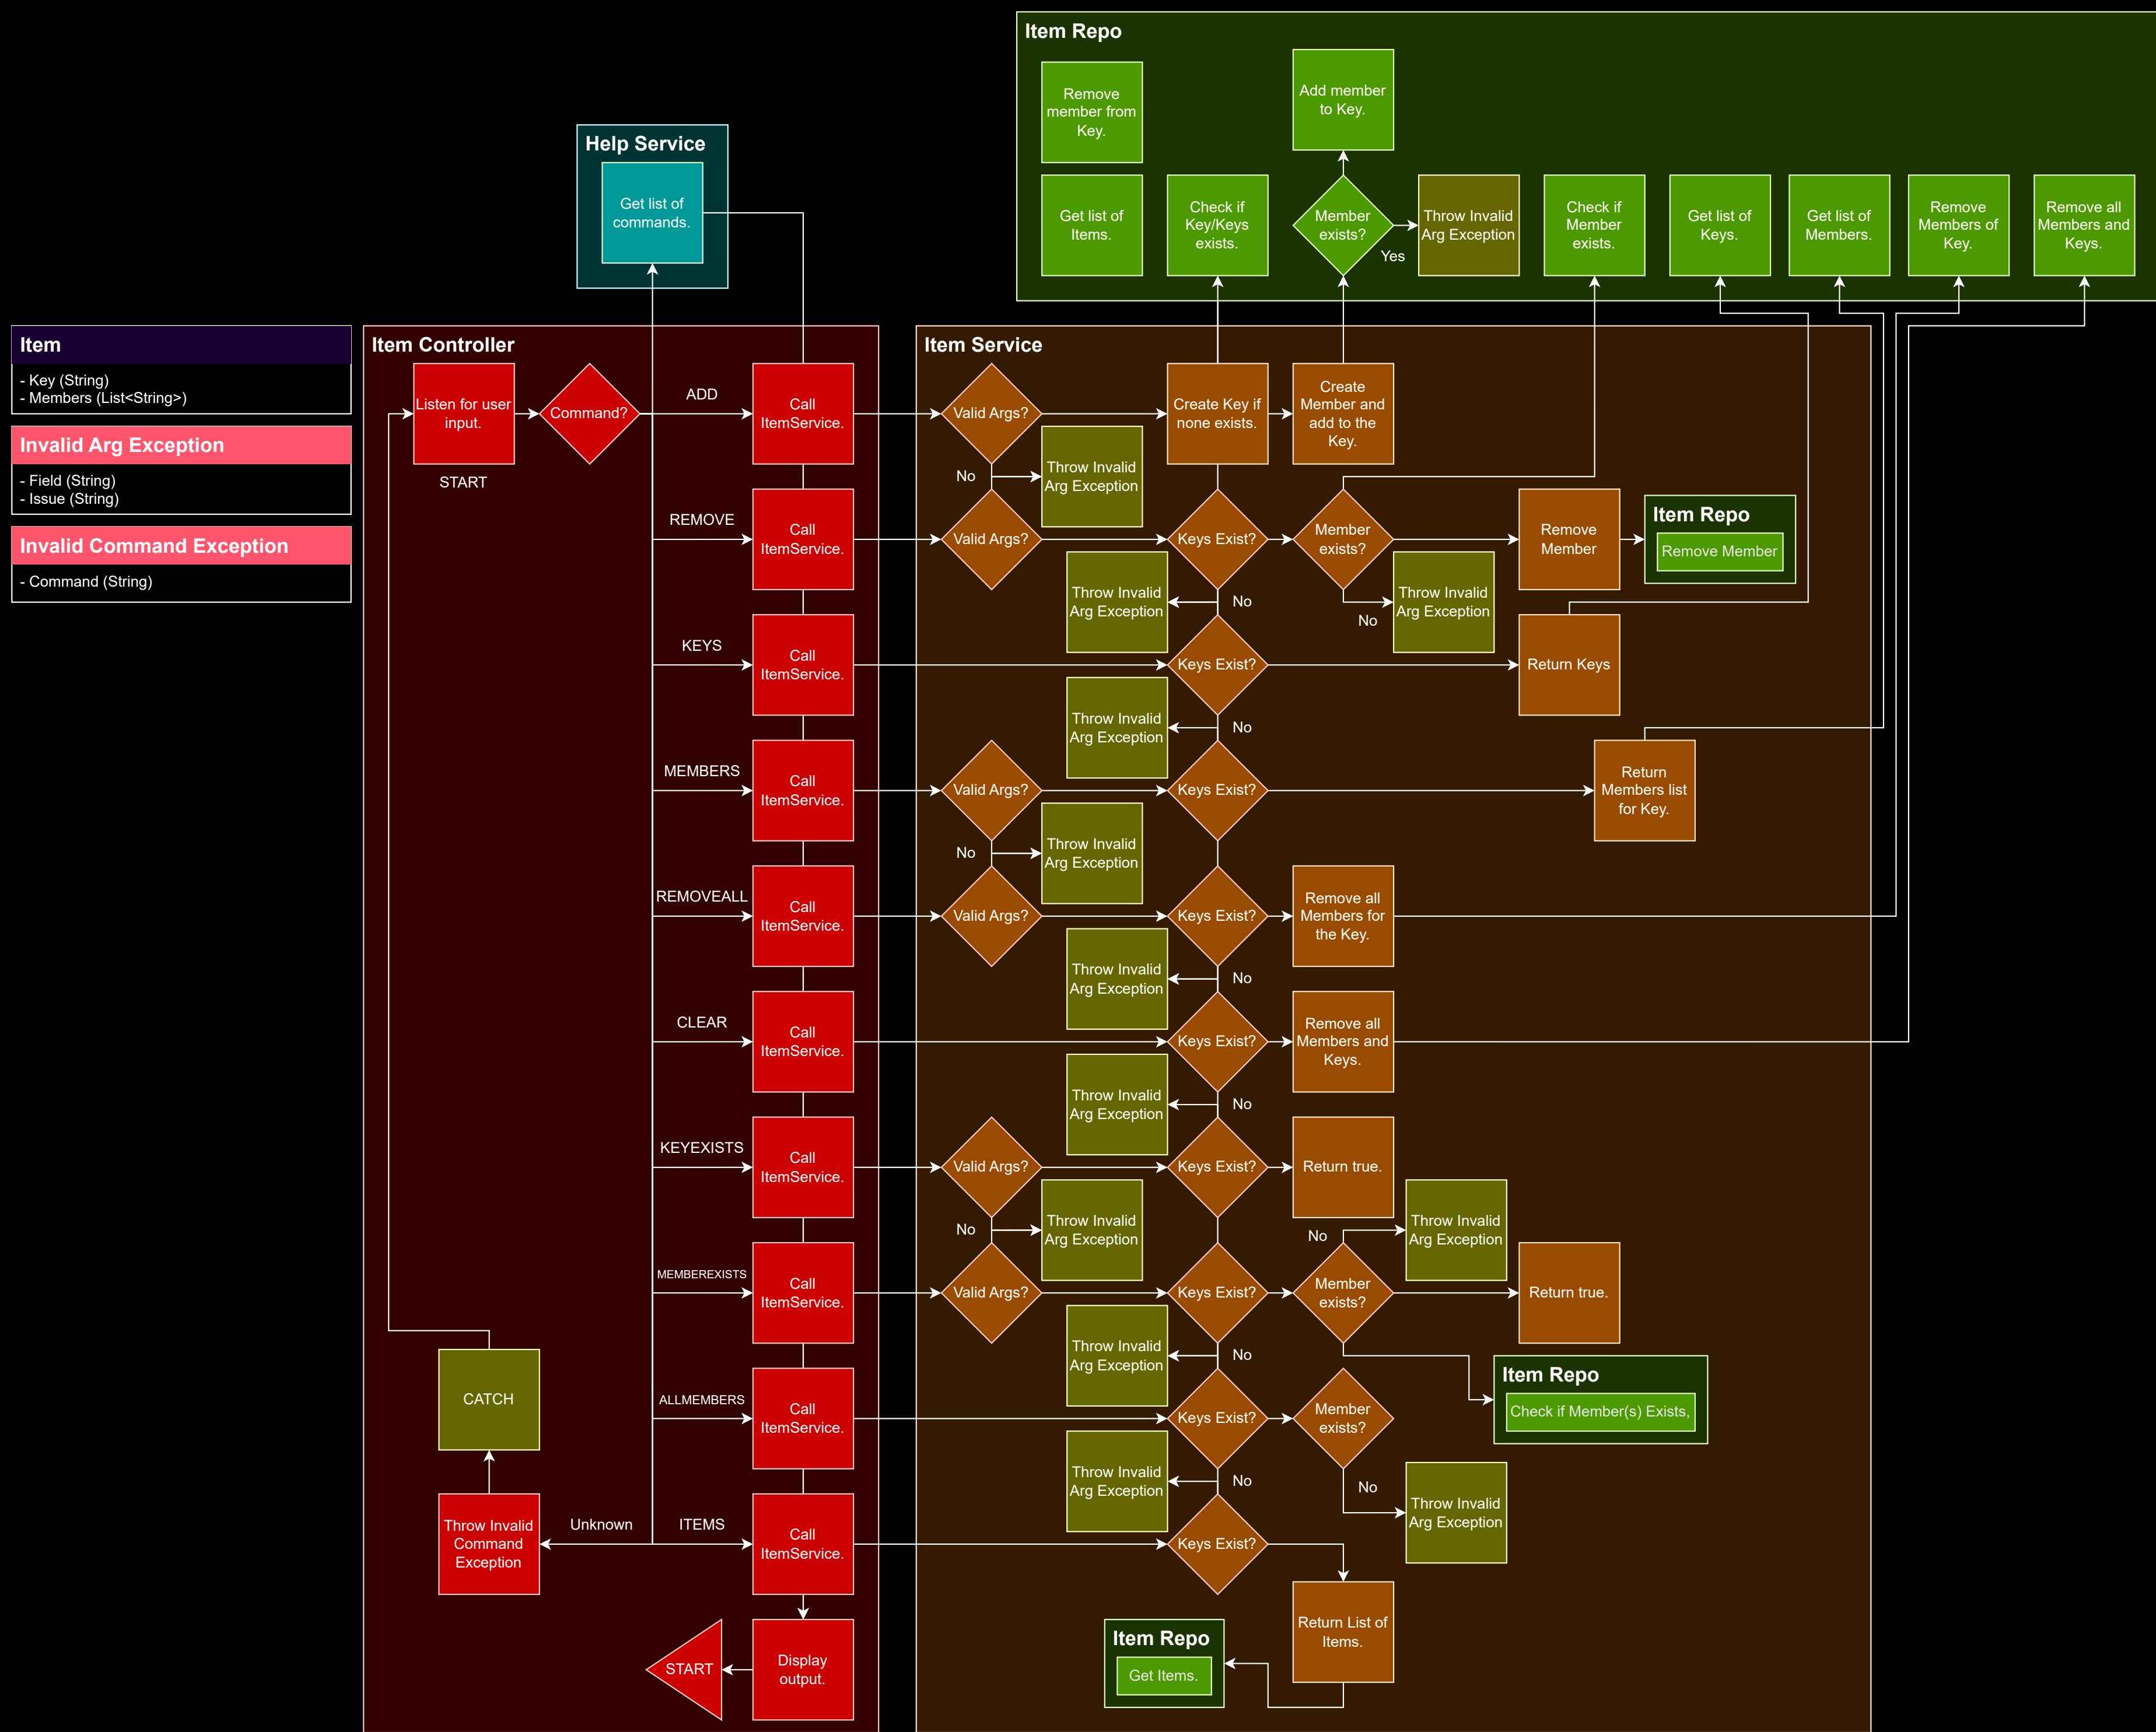 Item Repo
Remove
member from
Key.
Add member
to Key.
Get list of
Items.
Check if
Key/Keys
exists.
Member
exists?
Yes
Throw Invalid
Arg Exception
Check if
Member
exists.
Get list of
Keys.
Get list of
Members.
Remove
Members of
Key.
Remove all
Members and
Keys.
Help Service
Get list of
commands.
Item
- Key (String)
- Members (List<String>)
Invalid Arg Exception
- Field (String)
- Issue (String)
Invalid Command Exception
- Command (String)
Item Controller
Listen for user
input.
START
Command?
ADD
Call
ItemService.
REMOVE
Call
ItemService.
KEYS
Call
ItemService.
MEMBERS
Call
ItemService.
REMOVEALL
Call
ItemService.
CLEAR
Call
ItemService.
KEYEXISTS
Call
ItemService.
MEMBEREXISTS
Call
ItemService.
ALLMEMBERS
Call
ItemService.
ITEMS
Call
ItemService.
Unknown
Throw Invalid
Command
Exception
CATCH
Display
output.
START
Item Service
Valid Args?
Create Key if
none exists.
Create
Member and
add to the
Key.
No
Throw Invalid
Arg Exception
Valid Args?
Keys Exist?
Member
exists?
Remove
Member
Item Repo
Remove Member
Throw Invalid
Arg Exception
No
No
Throw Invalid
Arg Exception
Keys Exist?
Return Keys
Throw Invalid
Arg Exception
No
Valid Args?
Keys Exist?
Return
Members list
for Key.
No
Throw Invalid
Arg Exception
Valid Args?
Keys Exist?
Remove all
Members for
the Key.
Throw Invalid
Arg Exception
No
Keys Exist?
Remove all
Members and
Keys.
Throw Invalid
Arg Exception
No
Valid Args?
Keys Exist?
Return true.
No
Throw Invalid
Arg Exception
No
Throw Invalid
Arg Exception
Valid Args?
Keys Exist?
Member
exists?
Return true.
Throw Invalid
Arg Exception
No
Item Repo
Check if Member(s) Exists,
Keys Exist?
Member
exists?
Throw Invalid
Arg Exception
No
No
Throw Invalid
Arg Exception
Keys Exist?
Return List of
Items.
Item Repo
Get Items.